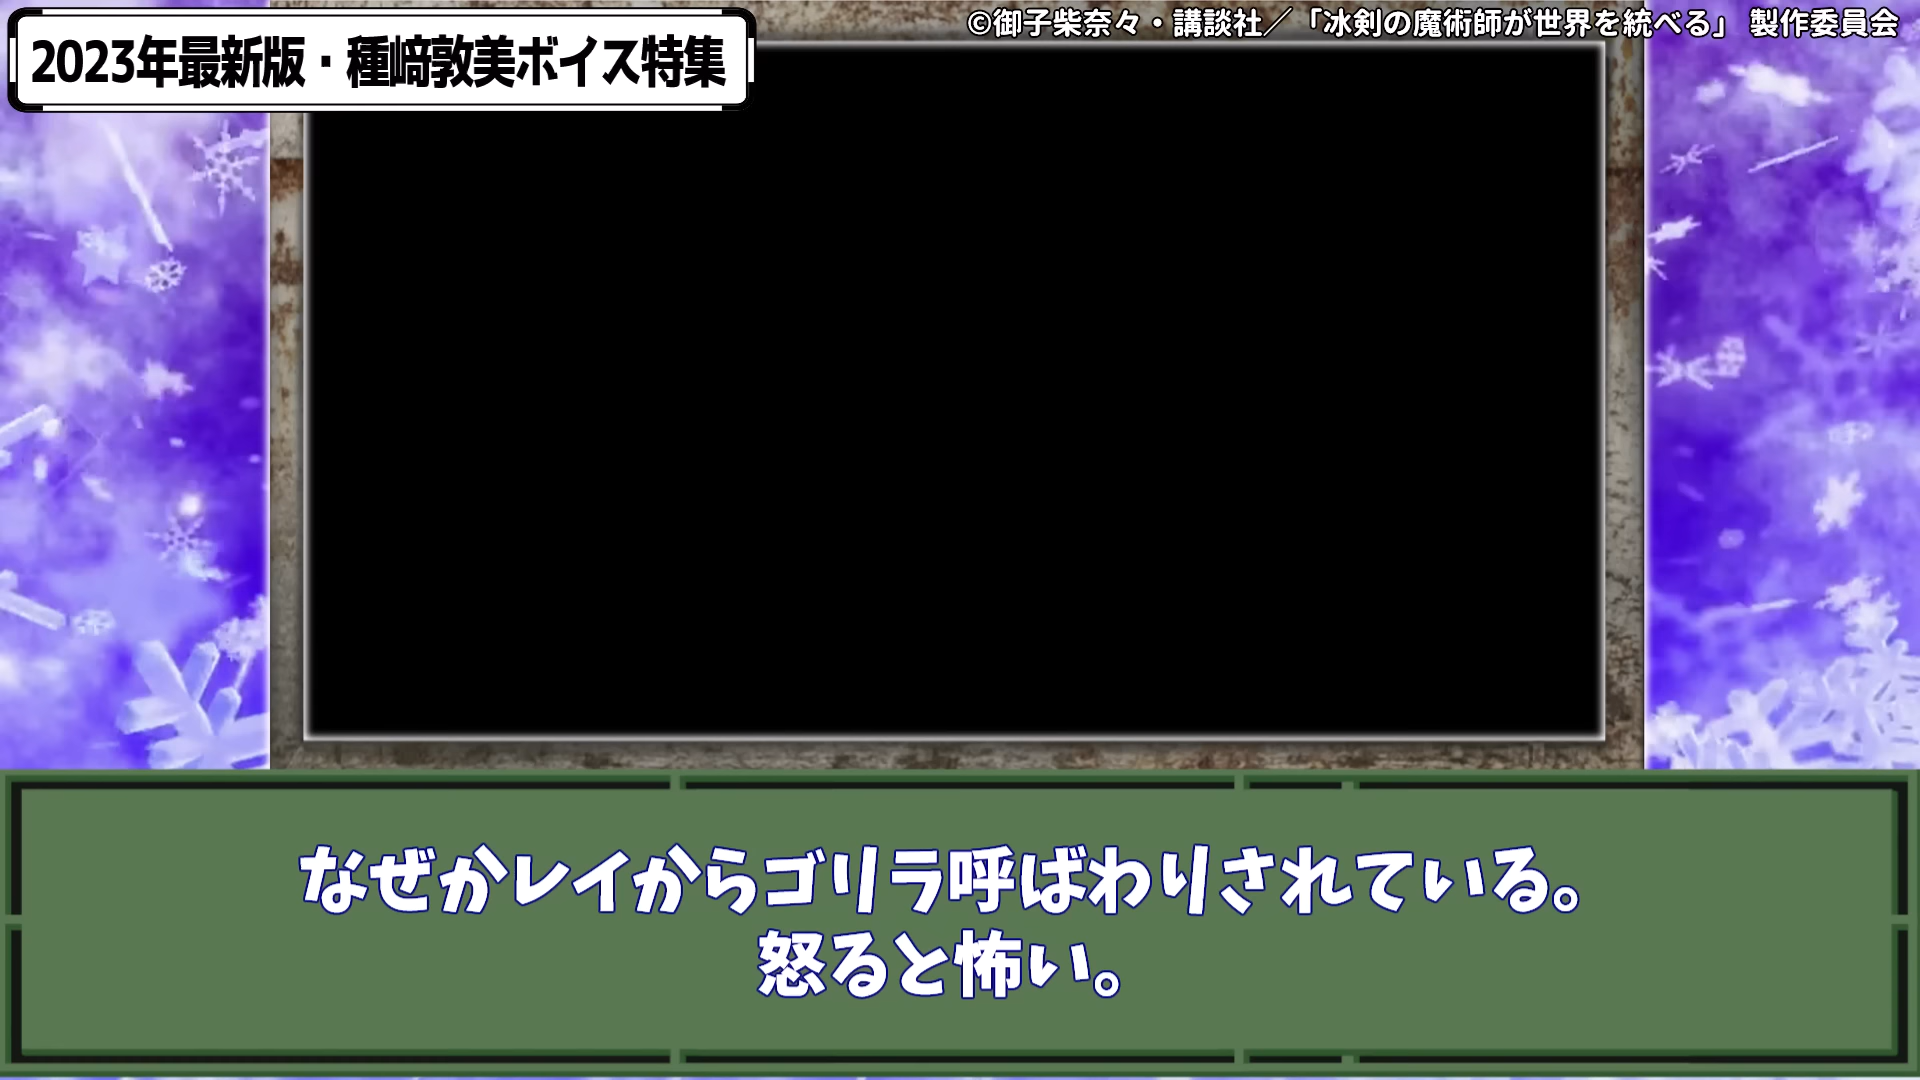 ©御子柴奈々・講談社／「冰剣の魔術師が世界を統べる」 製作委員会
2023年最新版・種﨑敦美ボイス特集
なぜかレイからゴリラ呼ばわりされている。
怒ると怖い。